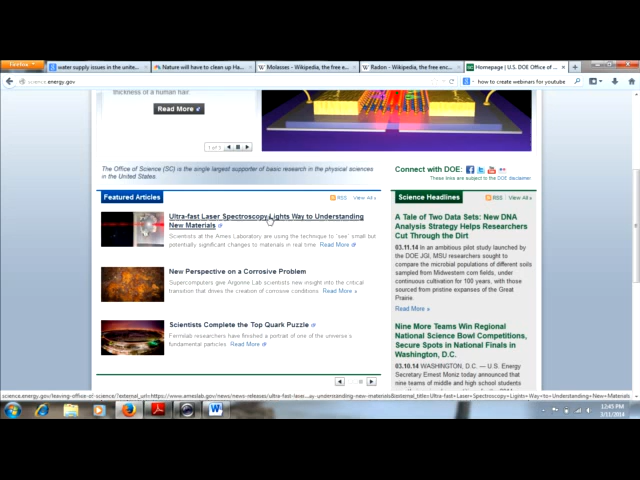 Firefox
water supply issues in the unite...
Nature will have to clean up Ha...
Molasses - Wikipedia, the free e...
Radon - Wikipedia, the free enc...
Homepage | U.S. DOE Office of ...
science.energy.gov
how to create webinars for youtube
thickness of a human hair
Read More
1 of 5
The Office of Science (SC) is the single largest supporter of basic research in the physical sciences
in the United States.
Connect with DOE:
These links are subject to the DOE disclaimer
Featured Articles
RSS
View All
Ultra-fast Laser Spectroscopy Lights Way to Understanding
New Materials
Scientists at the Ames Laboratory are using the technique to "see" small but
potentially significant changes to materials in real time. Read More
New Perspective on a Corrosive Problem
Supercomputers give Argonne Lab scientists new insight into the critical
transition that drives the creation of corrosive conditions. Read More »
Scientists Complete the Top Quark Puzzle
Fermilab researchers have finished a portrait of one of the universe's
fundamental particles. Read More
Science Headlines
RSS
View All
A Tale of Two Data Sets: New DNA
Analysis Strategy Helps Researchers
Cut Through the Dirt
03.11.14 In an ambitious pilot study launched by
the DOE JGI, MSU researchers sought to
compare the microbial populations of different soils
sampled from Midwestern corn fields, under
continuous cultivation for 100 years, with those
sourced from pristine expanses of the Great
Prairie.
Read More »
Nine More Teams Win Regional
National Science Bowl Competitions,
Secure Spots in National Finals in
Washington, D.C.
03.10.14 WASHINGTON, D.C. — U.S. Energy
Secretary Ernest Moniz today announced that
nine teams of middle and high school students
12:45 PM
3/11/2014